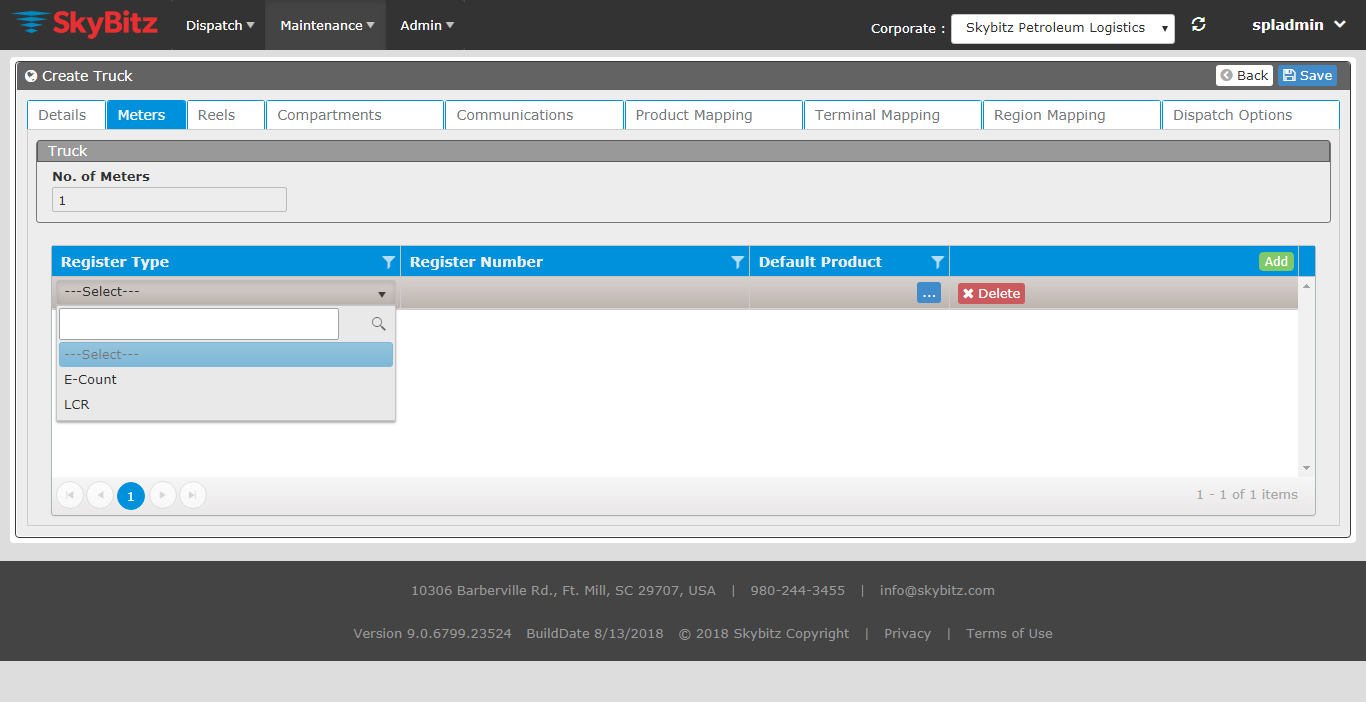 SkyBitz Dispatch Maintenance Admin Corporate : Skybitz Petroleum Logistics spladmin
Create Truck Back Save
Details Meters Reels Compartments Communications Product Mapping Terminal Mapping Region Mapping Dispatch Options
Truck
No. of Meters
1
Register Type Register Number Default Product Add
---Select--- ... Delete
---Select---
E-Count
LCR
1 1 - 1 of 1 items
10306 Barberville Rd., Ft. Mill, SC 29707, USA | 980-244-3455 | info@skybitz.com
Version 9.0.6799.23524 BuildDate 8/13/2018 © 2018 Skybitz Copyright | Privacy | Terms of Use